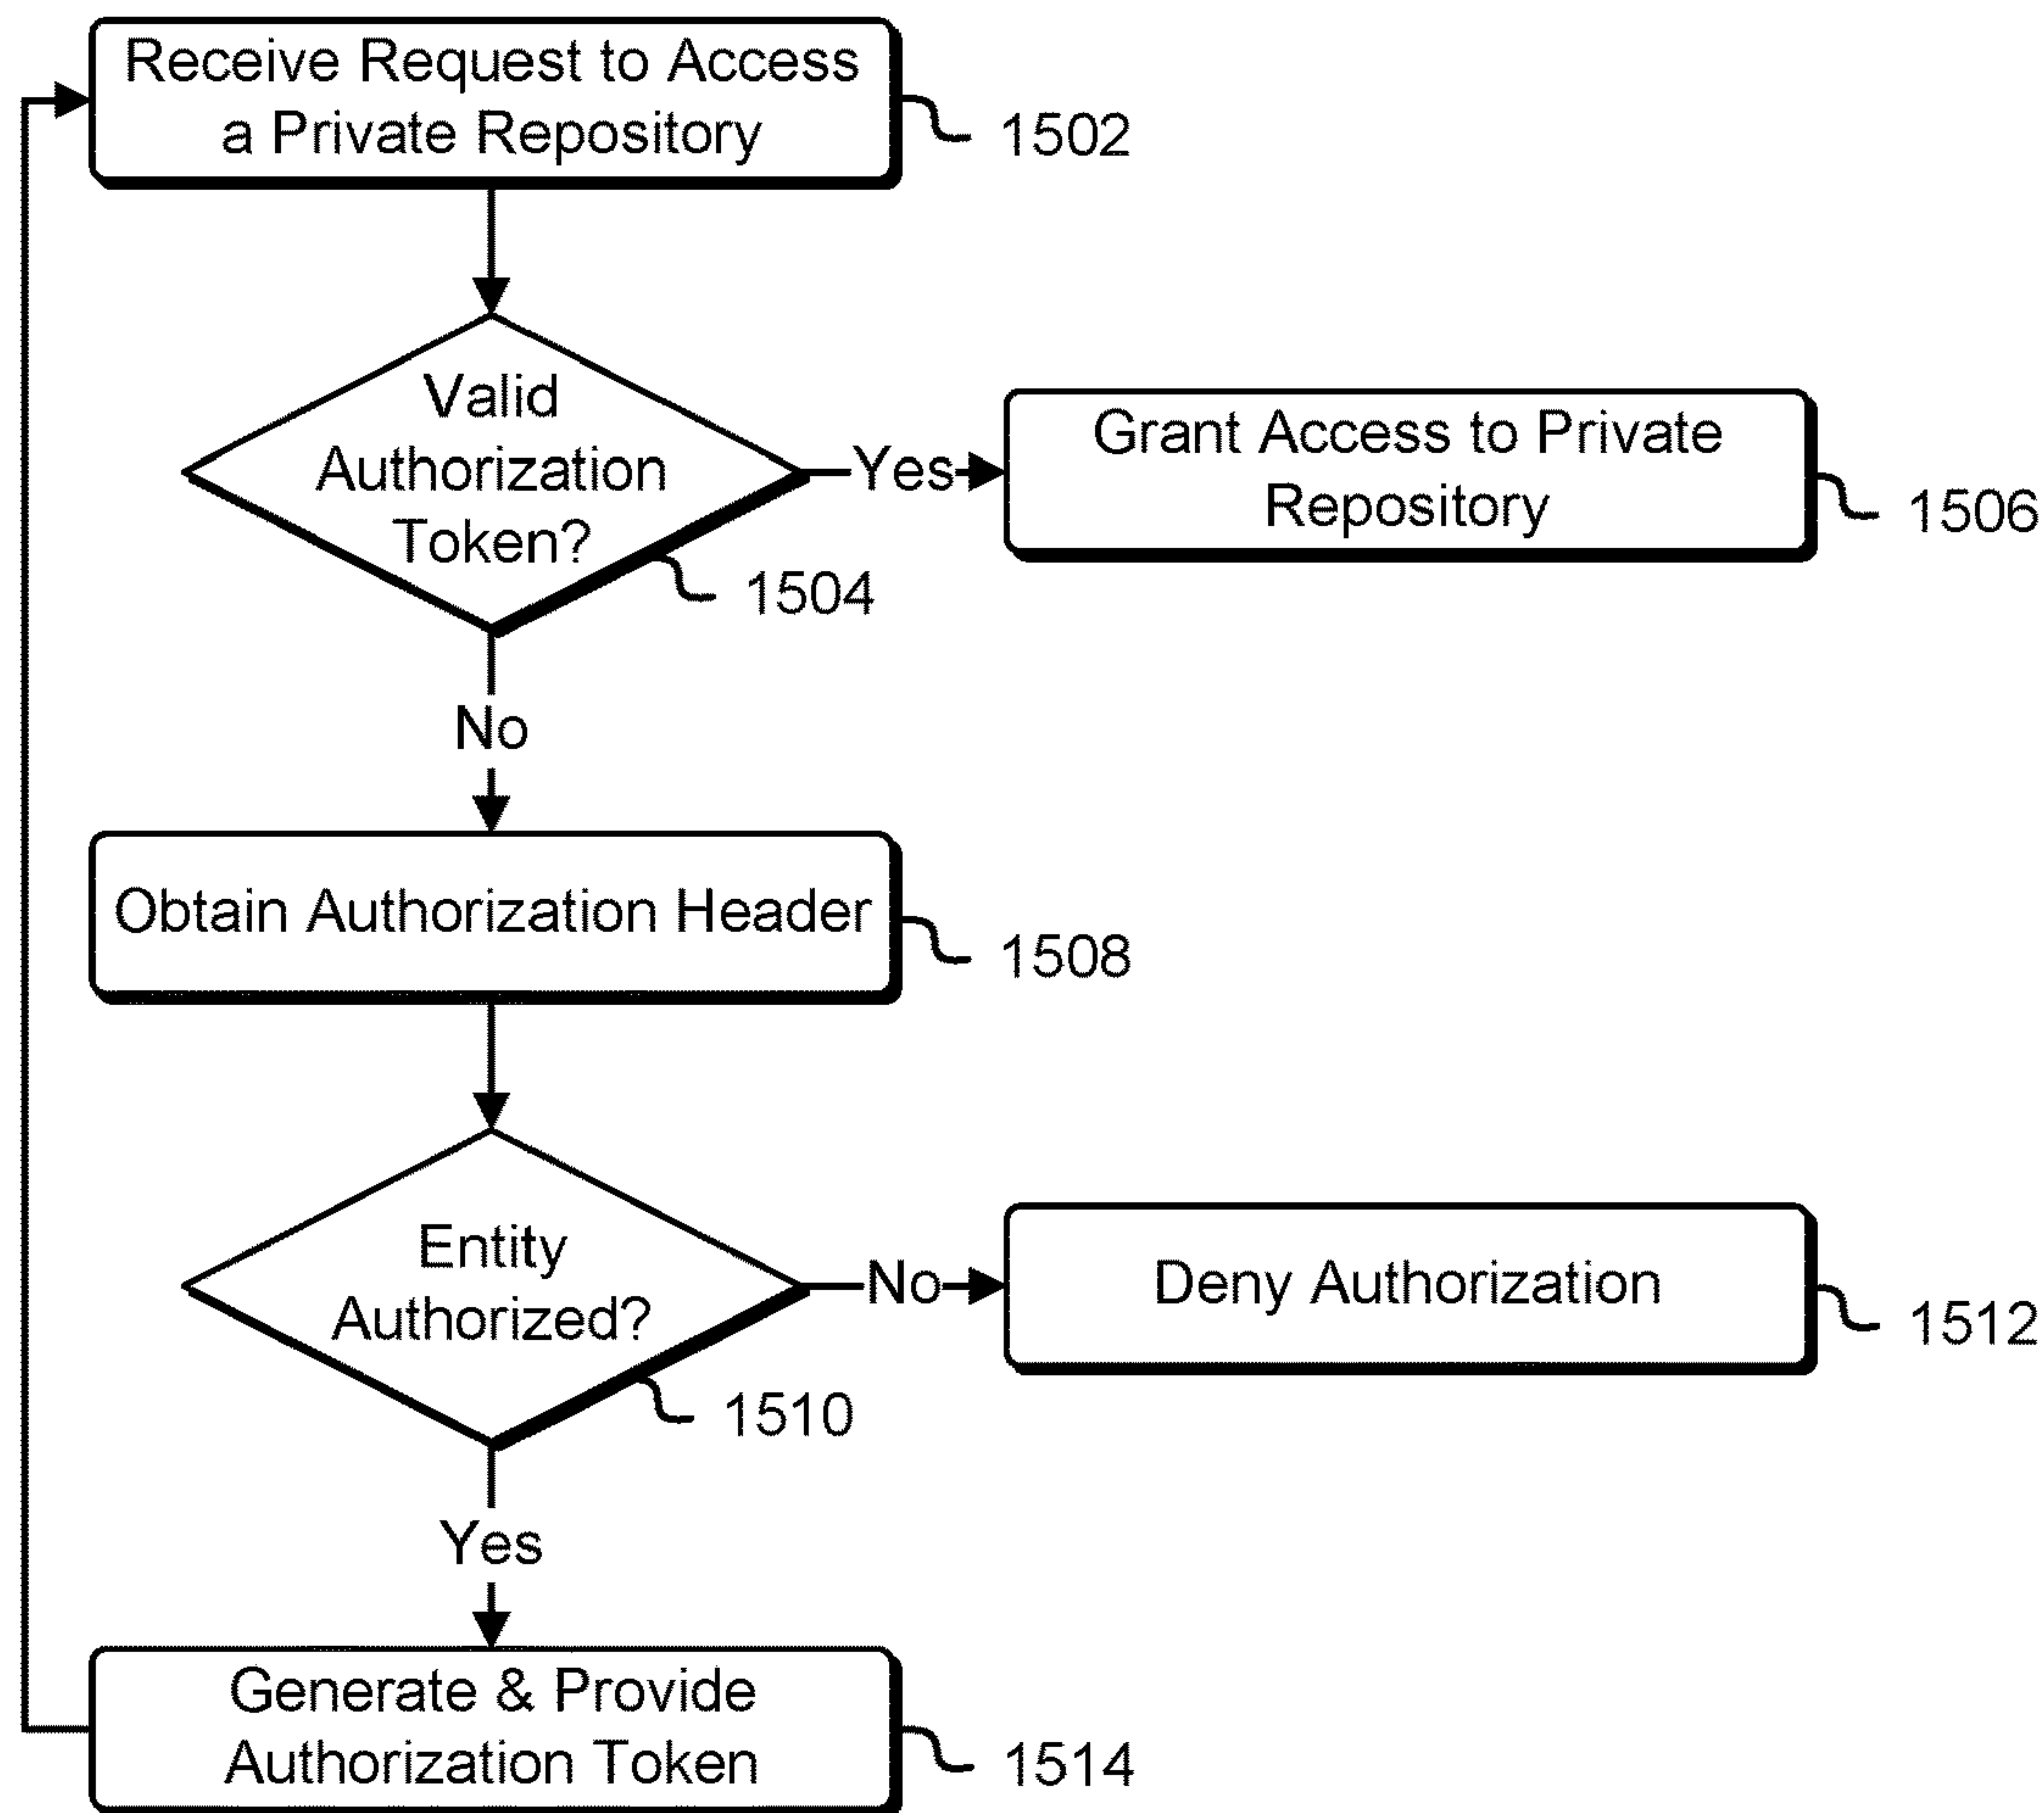 Receive Request to Access
a Private Repository
1502
Valid
Authorization
Token?
1504
Yes
Grant Access to Private
Repository
1506
No
Obtain Authorization Header
1508
Entity
Authorized?
1510
No
Deny Authorization
1512
Yes
Generate & Provide
Authorization Token
1514